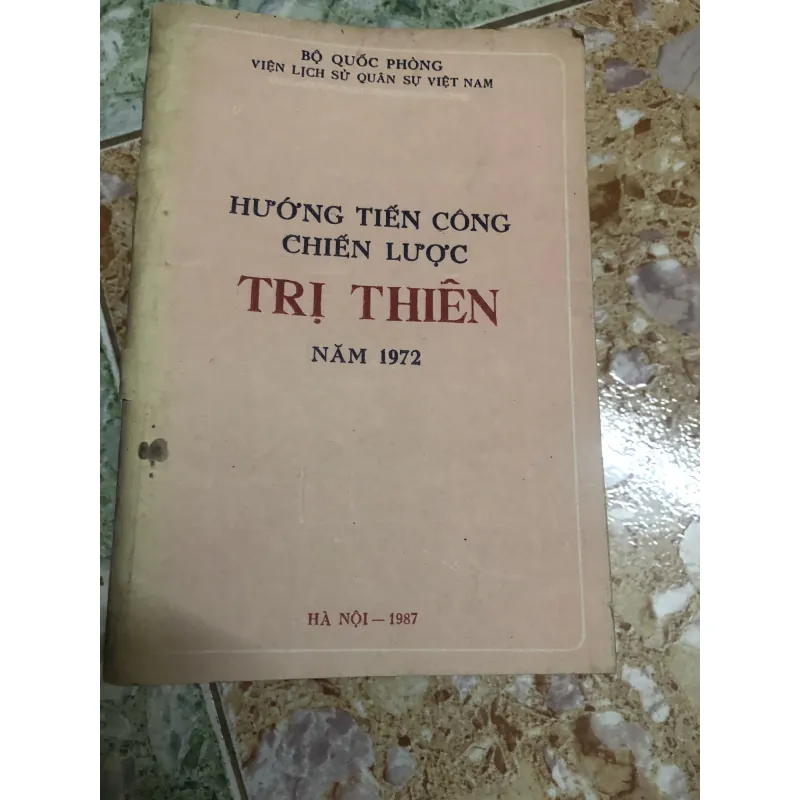 BỘ QUỐC PHÒNG
VIỆN LỊCH SỬ QUÂN SỰ VIỆT NAM
HƯỚNG TIẾN CÔNG
CHIẾN LƯỢC
TRỊ THIÊN
NĂM 1972
HÀ NỘI — 1987